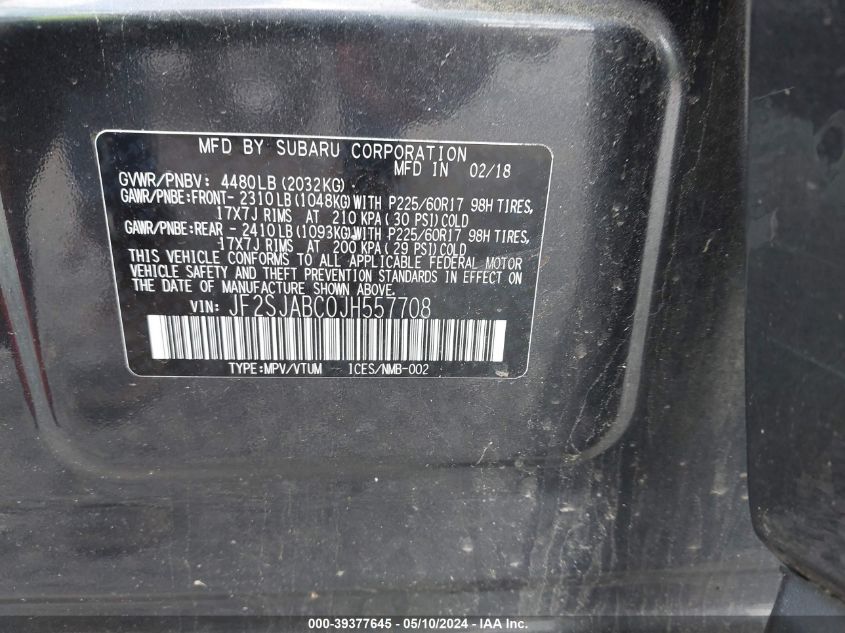 MFD BY SUBARU CORPORATION
MFD IN 02/18
GVWR/PNBV: 4480LB(2032KG)
GAWR/PNBE:FRONT- 2310LB(1048KG)WITH P225/60R17 98H TIRES,
17X7J RIMS AT 210 KPA(30 PSI)COLD
GAWR/PNBE:REAR - 2410LB(1093KG)WITH P225/60R17 98H TIRES,
17X7J RIMS AT 200 KPA(29 PSI)COLD
THIS VEHICLE CONFORMS TO ALL APPLICABLE FEDERAL MOTOR
VEHICLE SAFETY AND THEFT PREVENTION STANDARDS IN EFFECT ON
THE DATE OF MANUFACTURE SHOWN ABOVE.
VIN: JF2SJABC0JH557708
TYPE:MPV/VTUM ICES/NMB-002
000-39377645 - 05/10/2024 - IAA Inc.